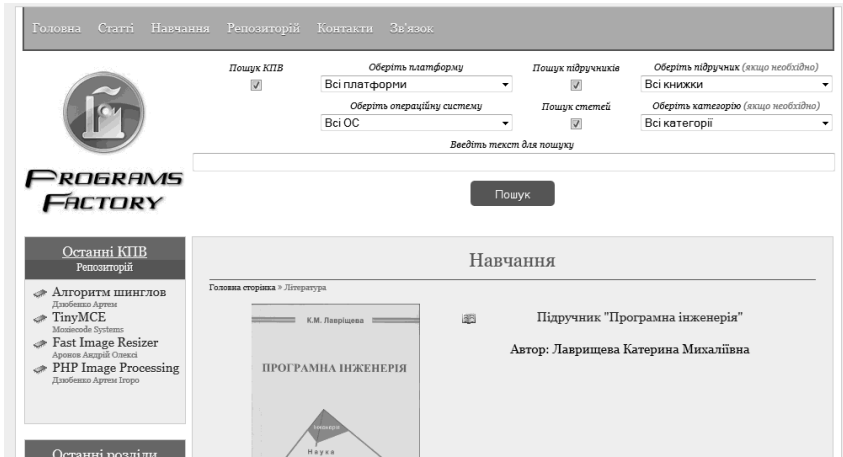 Головна Статті Навчання Репозиторій Контакти Зв'язок
Пошук КПВ Оберіть платформу Пошук підручників Оберіть підручник (якщо необхідно)
Всі платформи Всі книжки
Оберіть операційну систему Пошук стетей Оберіть категорію (якщо необхідно)
Всі ОС Всі категорії
Введіть текст для пошуку
Пошук
PROGRAMS
FACTORY
Останні КПВ
Репозиторій
Алгоритм шинглов
Дзюбенко Артем
TinyMCE
Moxiecode Systems
Fast Image Resizer
Аронов Андрій Олексі
PHP Image Processing
Дзюбенко Артем Ігоро
Останні розділи
Навчання
Головна сторінка » Література
К.М. Лавріщева
ПРОГРАМНА ІНЖЕНЕРІЯ
Наука
Підручник "Програмна інженерія"
Автор: Лаврищева Катерина Михаліївна